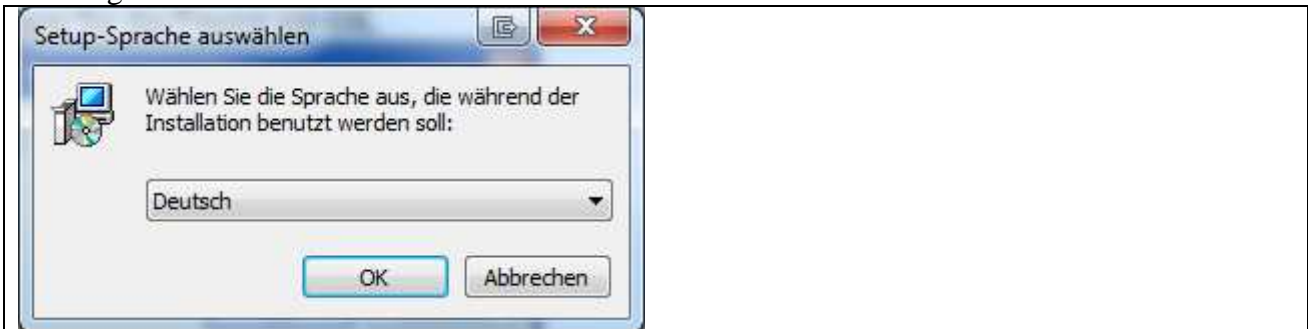 Setup-Sprache auswählen
Wählen Sie die Sprache aus, die während der
Installation benutzt werden soll:
Deutsch
OK
Abbrechen